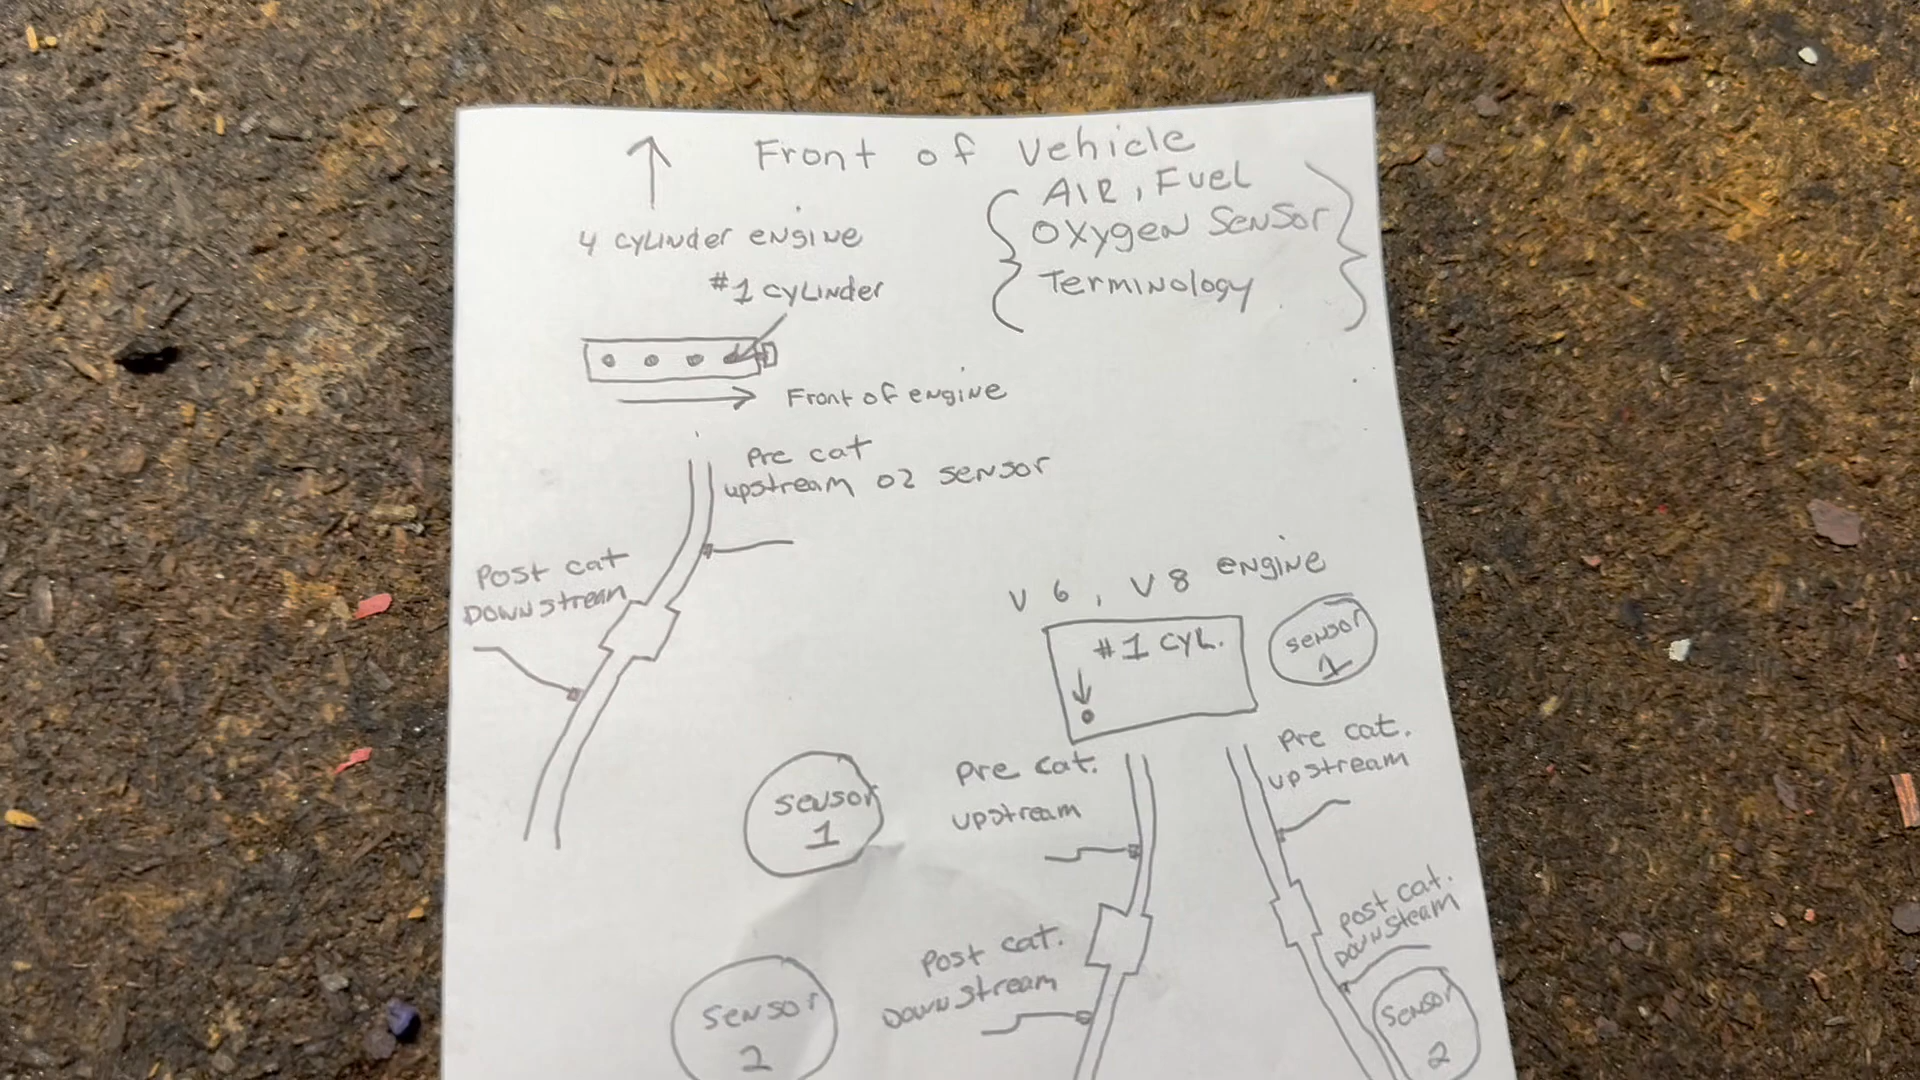 Front of Vehicle
AIR, Fuel
OXYGEN SENSOR
Terminology
4 CYLINDER ENGINE
#1 CYLINDER
Front of engine
Pre cat
upstream O2 SENSOR
Post cat
DOWNstream
V6, V8 ENGINE
#1 CYL.
SENSOR
1
Pre cat.
upstream
Pre cat.
upstream
SENSOR
1
Post cat.
DOWNSteam
Post cat.
DOWNstream
SENSOR
2
SENSOR
2